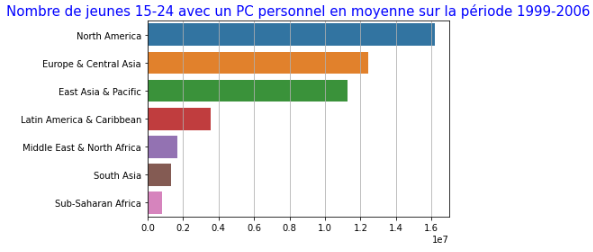 Nombre de jeunes 15-24 avec un PC personnel en moyenne sur la période 1999-2006
North America
Europe & Central Asia
East Asia & Pacific
Latin America & Caribbean
Middle East & North Africa
South Asia
Sub-Saharan Africa
0.0 0.2 0.4 0.6 0.8 1.0 1.2 1.4 1.6
1e7